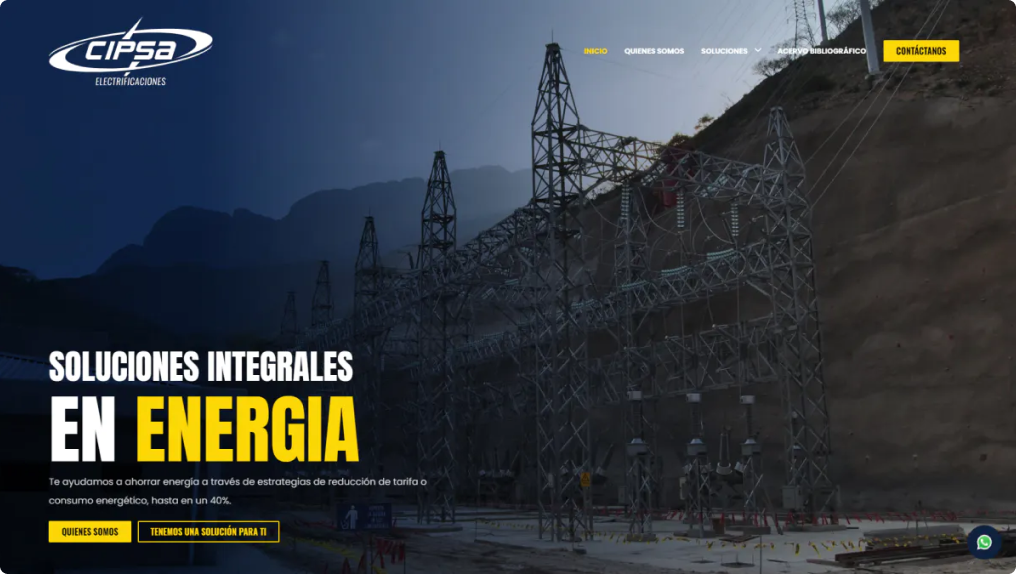 CIPSA
ELECTRIFICACIONES
INICIO
QUIENES SOMOS
SOLUCIONES
ACERVO BIBLIOGRÁFICO
CONTÁCTANOS
SOLUCIONES INTEGRALES
EN ENERGIA
Te ayudamos a ahorrar energía a través de estrategias de reducción de tarifa o
consumo energético, hasta en un 40%.
QUIENES SOMOS
TENEMOS UNA SOLUCIÓN PARA TI